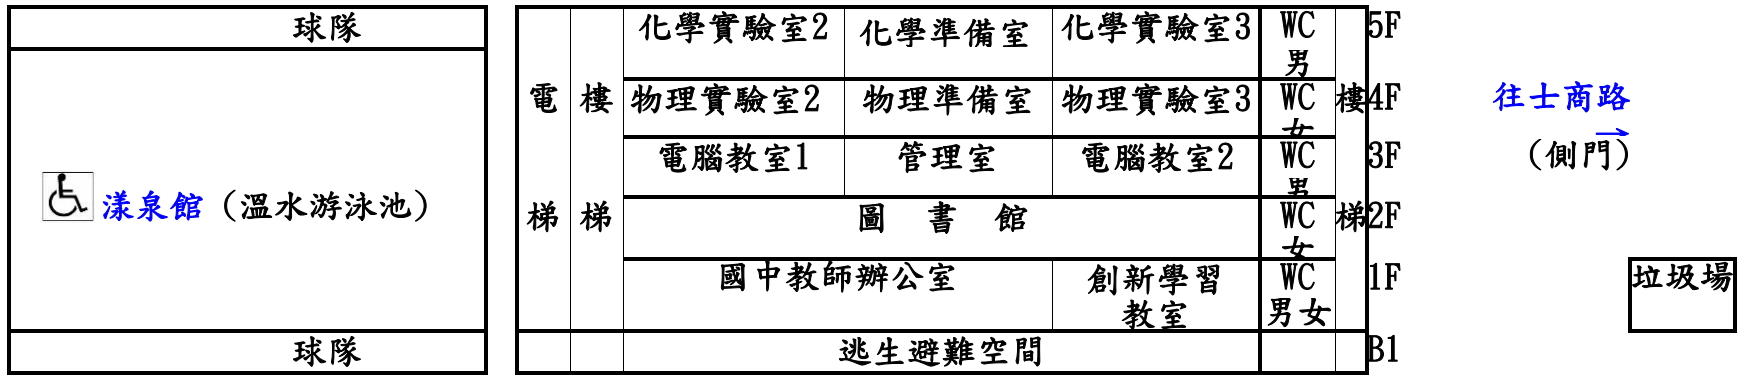 球隊
漾泉館（溫水游泳池）
球隊
電梯
樓梯
化學實驗室2 化學準備室 化學實驗室3 WC男 5F
物理實驗室2 物理準備室 物理實驗室3 WC女 4F
電腦教室1 管理室 電腦教室2 WC男 3F
圖書館 WC女 2F
國中教師辦公室 創新學習教室 WC男女 1F
逃生避難空間 B1
樓梯
往士商路
→
（側門）
垃圾場